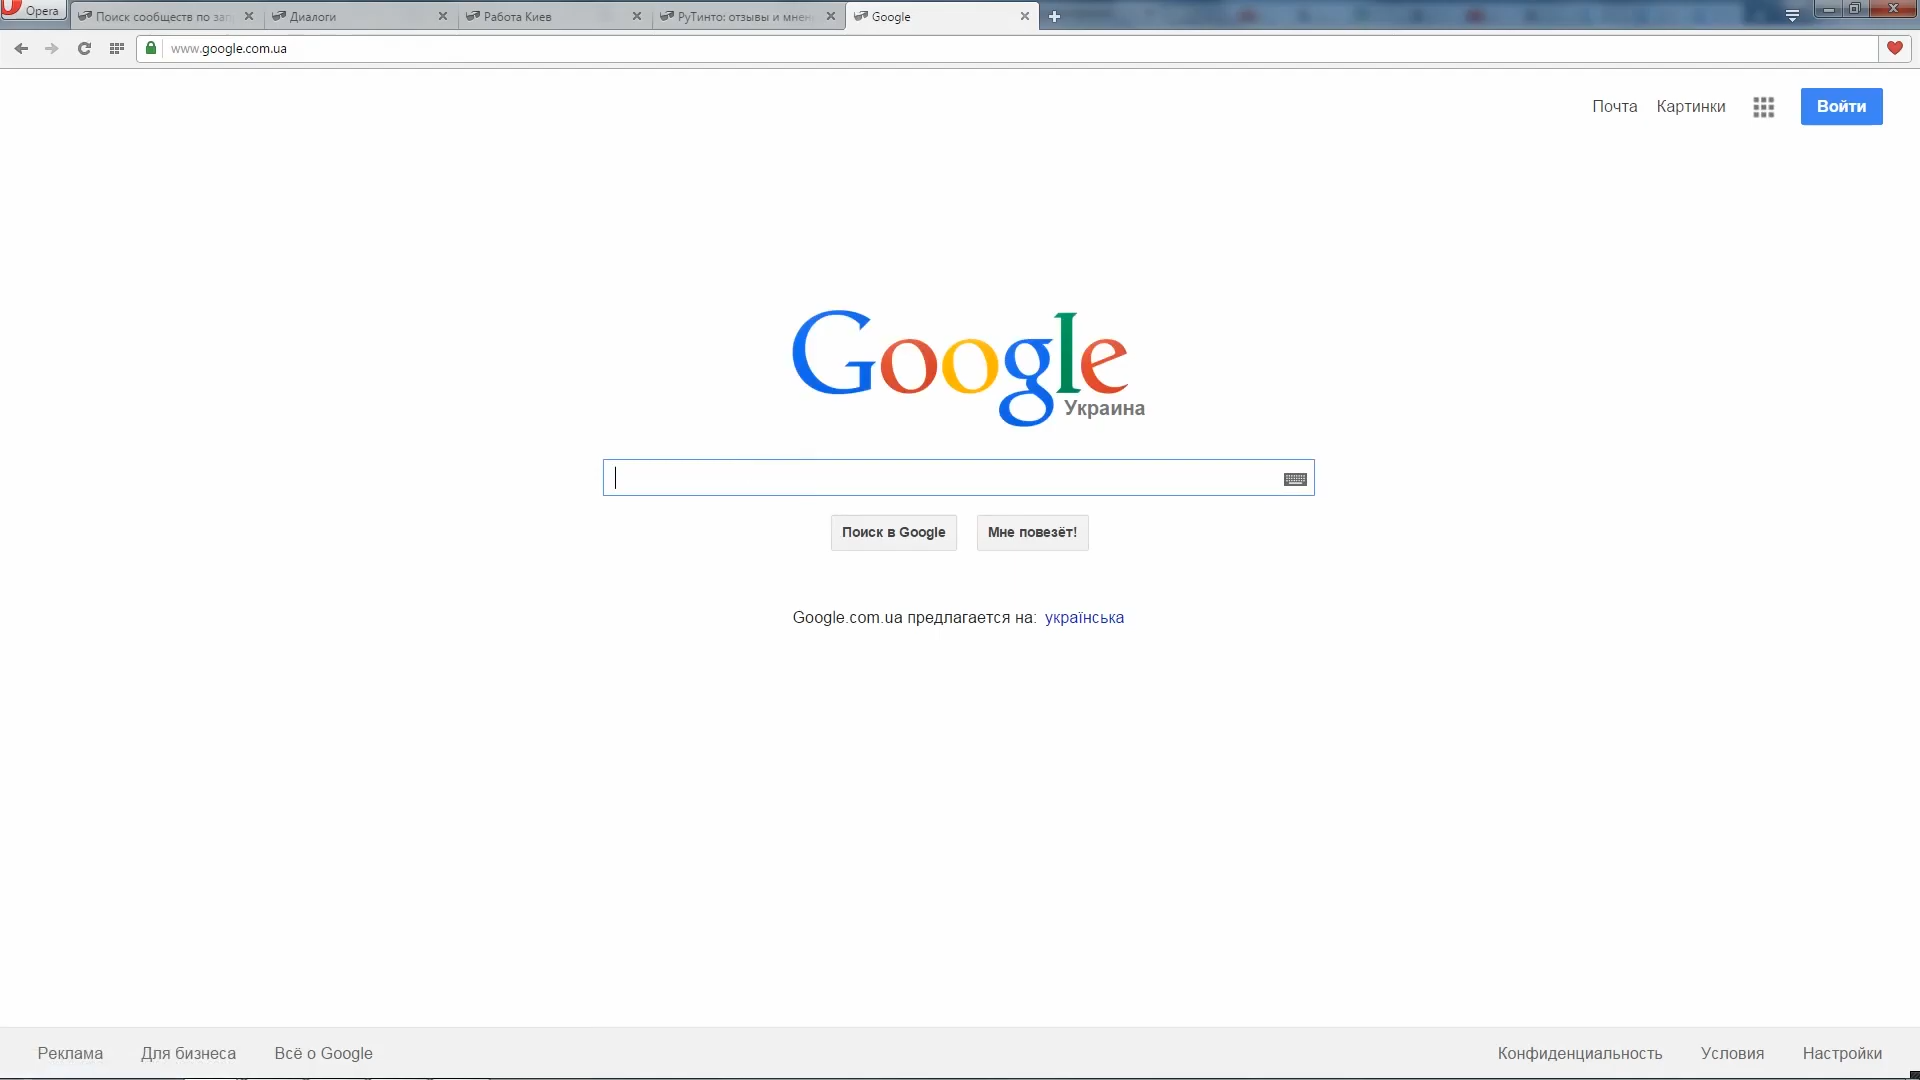 Opera
Поиск сообществ по зап
Диалоги
Работа Киев
РуТинто: отзывы и мнен
Google
www.google.com.ua
Почта
Картинки
Войти
Google
Украина
Поиск в Google
Мне повезёт!
Google.com.ua предлагается на: українська
Реклама
Для бизнеса
Всё о Google
Конфиденциальность
Условия
Настройки